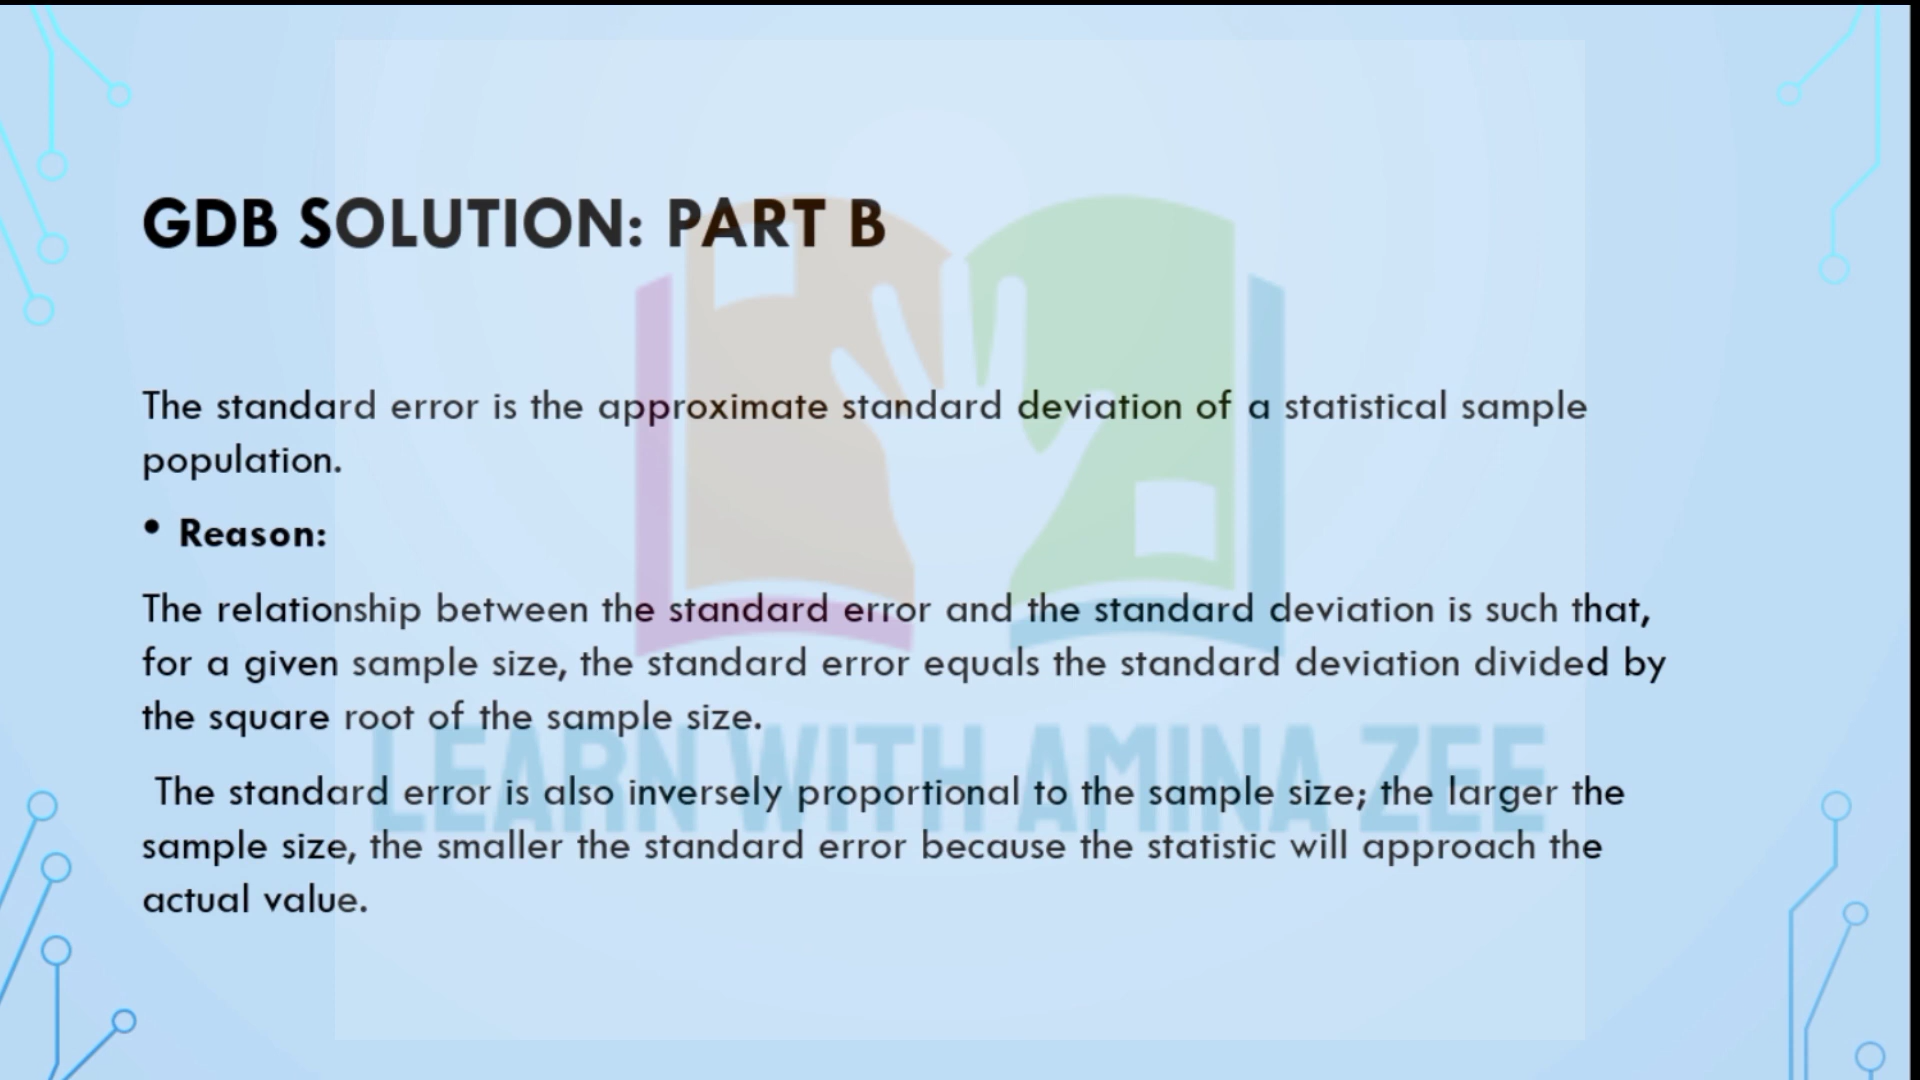 GDB SOLUTION: PART B
The standard error is the approximate standard deviation of a statistical sample
population.
• Reason:
The relationship between the standard error and the standard deviation is such that,
for a given sample size, the standard error equals the standard deviation divided by
the square root of the sample size.
LEARN WITH AMINA ZEE
The standard error is also inversely proportional to the sample size; the larger the
sample size, the smaller the standard error because the statistic will approach the
actual value.